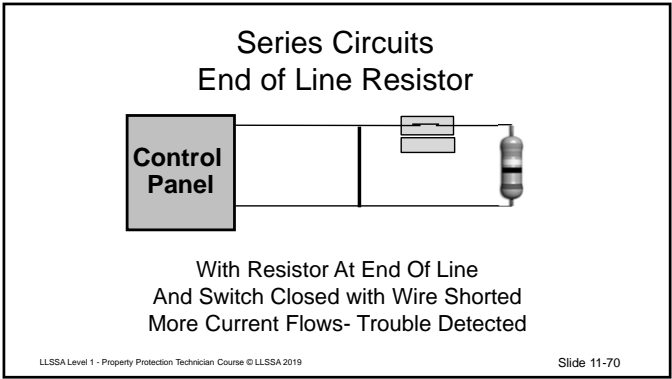 Series Circuits
End of Line Resistor
Control
Panel
With Resistor At End Of Line
And Switch Closed with Wire Shorted
More Current Flows- Trouble Detected
LLSSA Level 1 - Property Protection Technician Course © LLSSA 2019
Slide 11-70